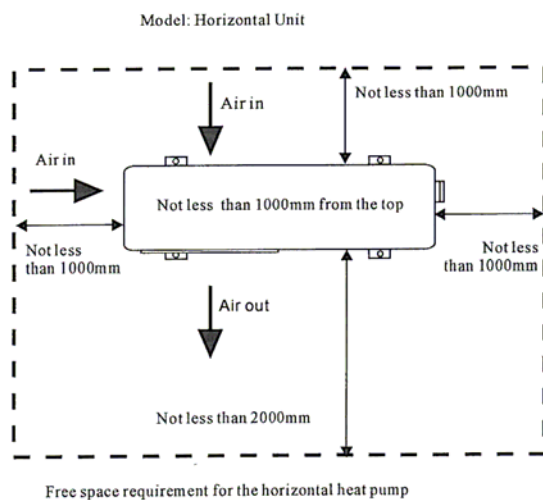 Model: Horizontal Unit
Not less than 1000mm
Air in
Air in
Not less than 1000mm from the top
Not less
than 1000mm
Not less
than 1000mm
Air out
Not less than 2000mm
Free space requirement for the horizontal heat pump